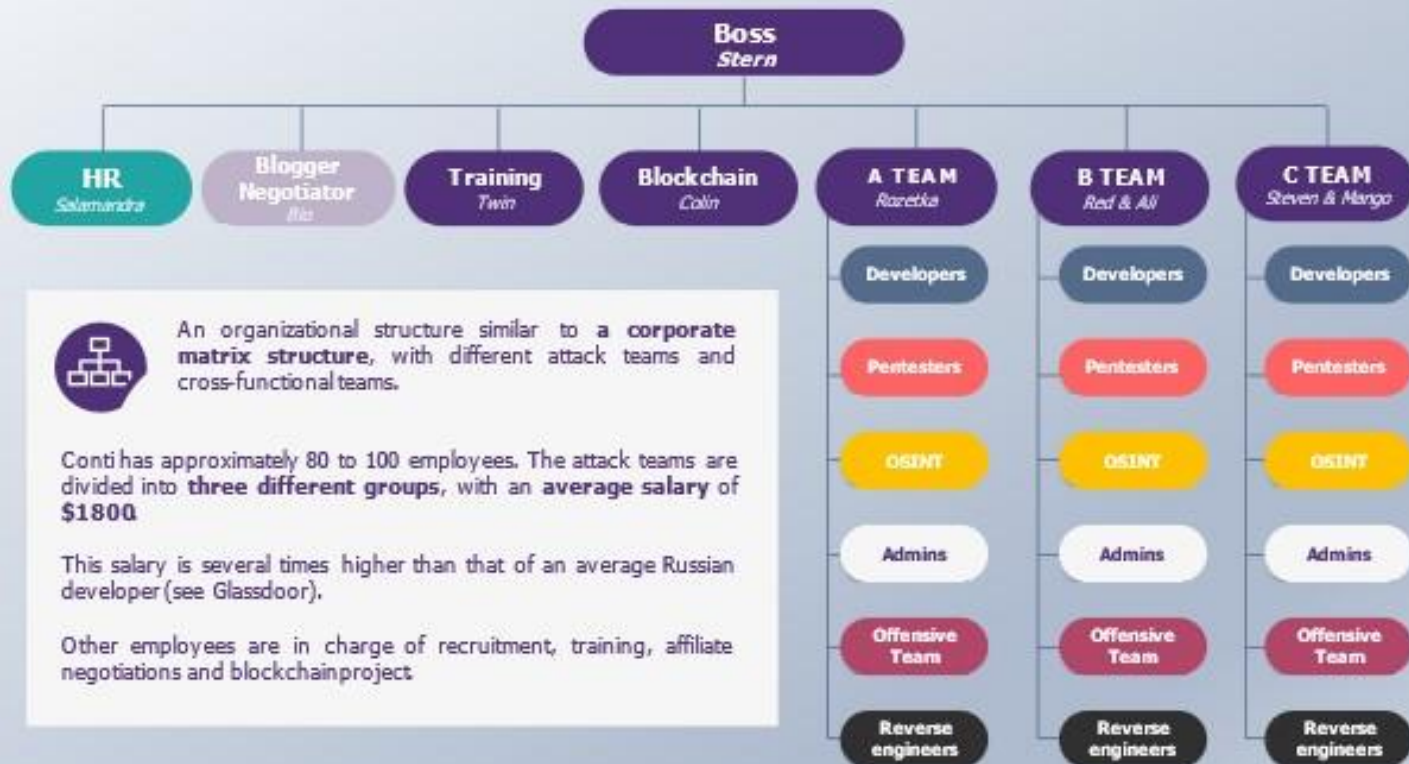 Boss
Stern
HR
Salamandra
Blogger
Negotiator
Bio
Training
Twin
Blockchain
Colin
A TEAM
Rozetka
B TEAM
Red & Ali
C TEAM
Steven & Mango
Developers
Developers
Developers
Pentesters
Pentesters
Pentesters
OSINT
OSINT
OSINT
Admins
Admins
Admins
Offensive
Team
Offensive
Team
Offensive
Team
Reverse
engineers
Reverse
engineers
Reverse
engineers
An organizational structure similar to a corporate
matrix structure, with different attack teams and
cross-functional teams.
Conti has approximately 80 to 100 employees. The attack teams are
divided into three different groups, with an average salary of
$1800.
This salary is several times higher than that of an average Russian
developer (see Glassdoor).
Other employees are in charge of recruitment, training, affiliate
negotiations and blockchain project.